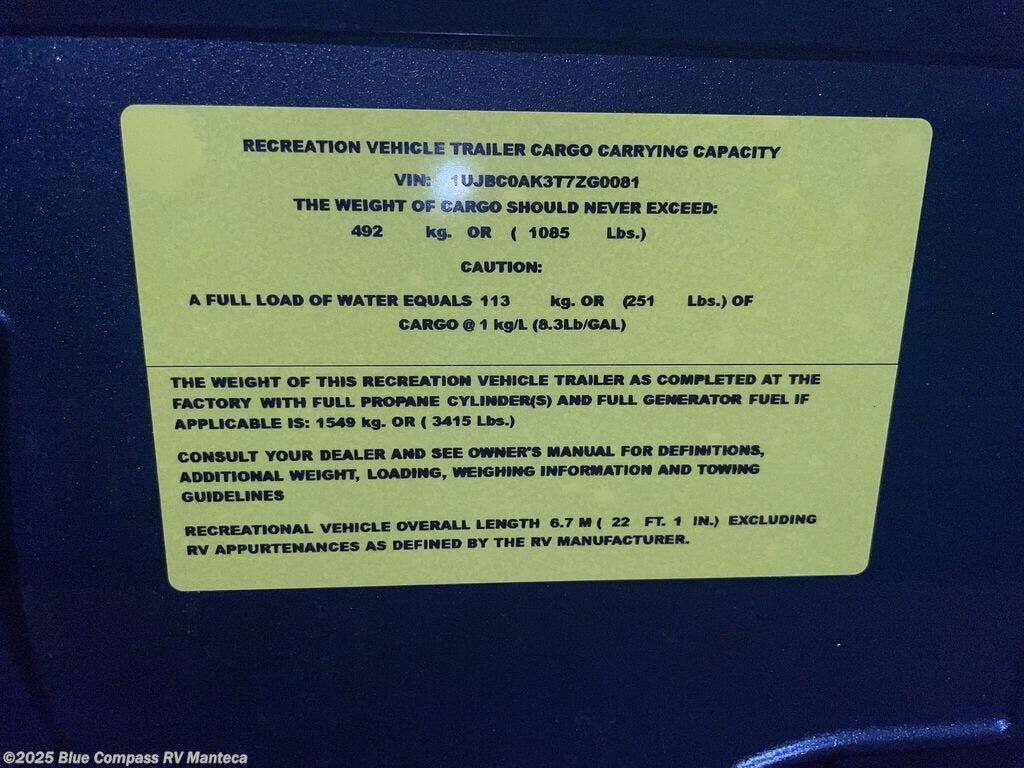 RECREATION VEHICLE TRAILER CARGO CARRYING CAPACITY
VIN: 1UJBC0AK3T7ZG0081
THE WEIGHT OF CARGO SHOULD NEVER EXCEED:
492 kg. OR ( 1085 Lbs.)
CAUTION:
A FULL LOAD OF WATER EQUALS 113 kg. OR (251 Lbs.) OF
CARGO @ 1 kg/L (8.3Lb/GAL)
THE WEIGHT OF THIS RECREATION VEHICLE TRAILER AS COMPLETED AT THE
FACTORY WITH FULL PROPANE CYLINDER(S) AND FULL GENERATOR FUEL IF
APPLICABLE IS: 1549 kg. OR ( 3415 Lbs.)
CONSULT YOUR DEALER AND SEE OWNER'S MANUAL FOR DEFINITIONS,
ADDITIONAL WEIGHT, LOADING, WEIGHING INFORMATION AND TOWING
GUIDELINES
RECREATIONAL VEHICLE OVERALL LENGTH 6.7 M ( 22 FT. 1 IN.) EXCLUDING
RV APPURTENANCES AS DEFINED BY THE RV MANUFACTURER.
©2025 Blue Compass RV Manteca